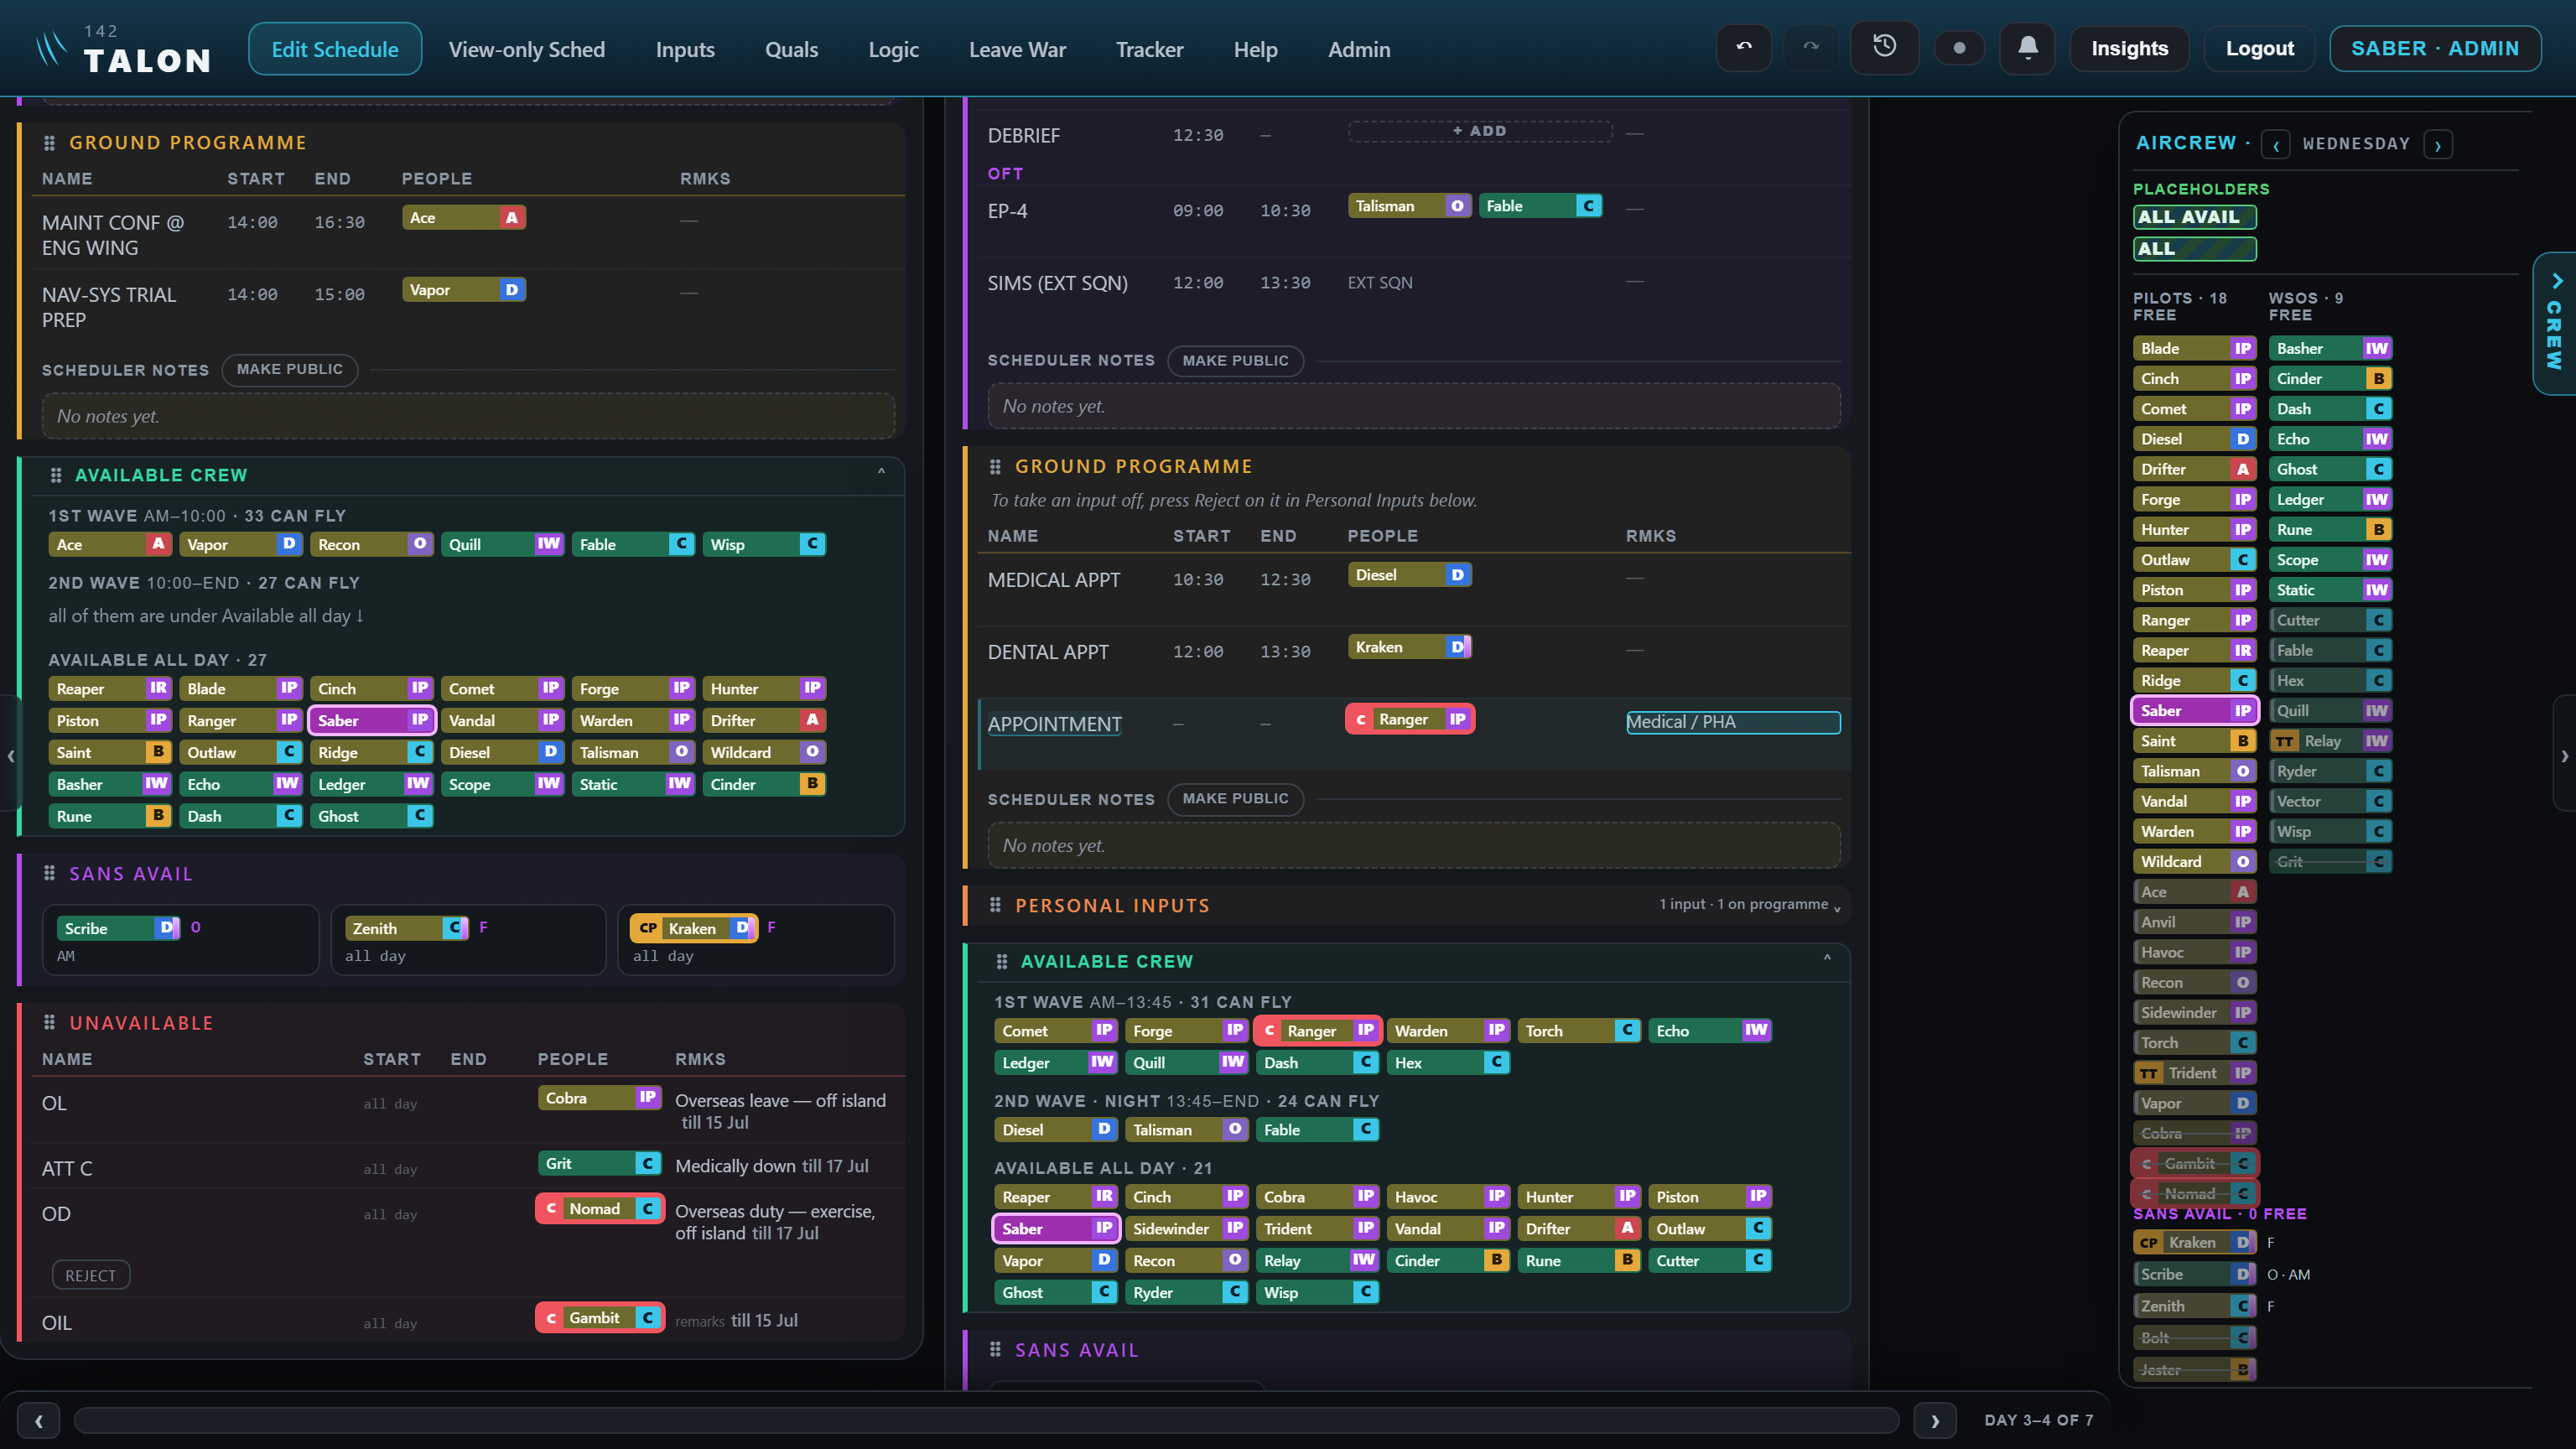 142
TALON
Edit Schedule
View-only Sched
Inputs
Quals
Logic
Leave War
Tracker
Help
Admin
Insights
Logout
SABER · ADMIN
GROUND PROGRAMME
NAME START END PEOPLE RMKS
MAINT CONF @ ENG WING 14:00 16:30 Ace A —
NAV-SYS TRIAL PREP 14:00 15:00 Vapor D —
SCHEDULER NOTES MAKE PUBLIC
No notes yet.
AVAILABLE CREW ^
1ST WAVE AM–10:00 · 33 CAN FLY
Ace A Vapor D Recon O Quill IW Fable C Wisp C
2ND WAVE 10:00–END · 27 CAN FLY
all of them are under Available all day ↓
AVAILABLE ALL DAY · 27
Reaper IR Blade IP Cinch IP Comet IP Forge IP Hunter IP
Piston IP Ranger IP Saber IP Vandal IP Warden IP Drifter A
Saint B Outlaw C Ridge C Diesel D Talisman O Wildcard O
Basher IW Echo IW Ledger IW Scope IW Static IW Cinder B
Rune B Dash C Ghost C
SANS AVAIL
Scribe D O
AM
Zenith C F
all day
CP Kraken D F
all day
UNAVAILABLE
NAME START END PEOPLE RMKS
OL all day Cobra IP Overseas leave — off island till 15 Jul
ATT C all day Grit C Medically down till 17 Jul
OD all day C Nomad C Overseas duty — exercise, off island till 17 Jul
REJECT
OIL all day C Gambit C remarks till 15 Jul
DEBRIEF 12:30 – + ADD —
OFT
EP-4 09:00 10:30 Talisman O Fable C —
SIMS (EXT SQN) 12:00 13:30 EXT SQN —
SCHEDULER NOTES MAKE PUBLIC
No notes yet.
GROUND PROGRAMME
To take an input off, press Reject on it in Personal Inputs below.
NAME START END PEOPLE RMKS
MEDICAL APPT 10:30 12:30 Diesel D —
DENTAL APPT 12:00 13:30 Kraken D —
APPOINTMENT – – C Ranger IP Medical / PHA
SCHEDULER NOTES MAKE PUBLIC
No notes yet.
PERSONAL INPUTS 1 input · 1 on programme
AVAILABLE CREW ^
1ST WAVE AM–13:45 · 31 CAN FLY
Comet IP Forge IP C Ranger IP Warden IP Torch C Echo IW
Ledger IW Quill IW Dash C Hex C
2ND WAVE · NIGHT 13:45–END · 24 CAN FLY
Diesel D Talisman O Fable C
AVAILABLE ALL DAY · 21
Reaper IR Cinch IP Cobra IP Havoc IP Hunter IP Piston IP
Saber IP Sidewinder IP Trident IP Vandal IP Drifter A Outlaw C
Vapor D Recon O Relay IW Cinder B Rune B Cutter C
Ghost C Ryder C Wisp C
SANS AVAIL
AIRCREW · ‹ WEDNESDAY ›
PLACEHOLDERS
ALL AVAIL
ALL
PILOTS · 18 FREE
Blade IP
Cinch IP
Comet IP
Diesel D
Drifter A
Forge IP
Hunter IP
Outlaw C
Piston IP
Ranger IP
Reaper IR
Ridge C
Saber IP
Saint B
Talisman O
Vandal IP
Warden IP
Wildcard O
Ace A
Anvil IP
Havoc IP
Recon O
Sidewinder IP
Torch C
TT Trident IP
Vapor D
Cobra IP
C Gambit C
C Nomad C
WSOS · 9 FREE
Basher IW
Cinder B
Dash C
Echo IW
Ghost C
Ledger IW
Rune B
Scope IW
Static IW
Cutter C
Fable C
Hex C
Quill IW
TT Relay IW
Ryder C
Vector C
Wisp C
Grit C
SANS AVAIL · 0 FREE
CP Kraken D F
Scribe D O · AM
Zenith C F
Bolt C
Jester B
CREW
DAY 3–4 OF 7